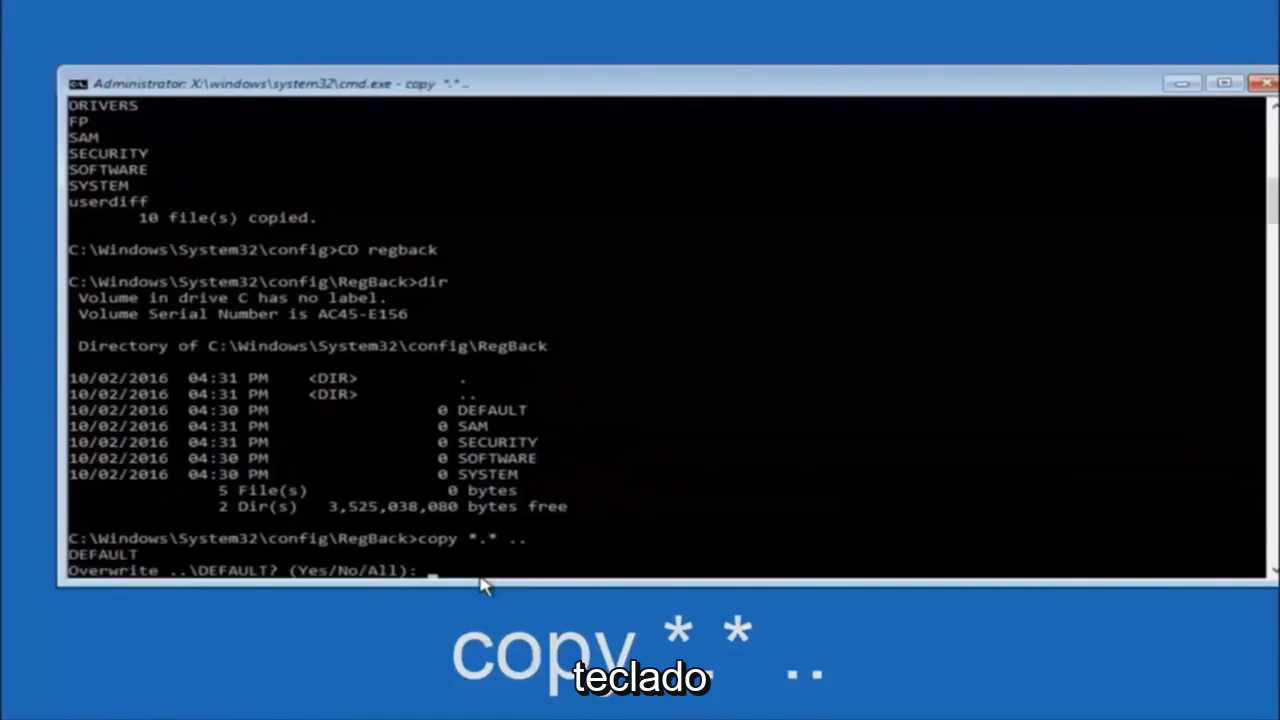 Administrator: X:\windows\system32\cmd.exe - copy *.* ..
DRIVERS
FP
SAM
SECURITY
SOFTWARE
SYSTEM
userdiff
10 file(s) copied.
C:\Windows\System32\config>CD regback
C:\Windows\System32\config\RegBack>dir
Volume in drive C has no label.
Volume Serial Number is AC45-E156
Directory of C:\Windows\System32\config\RegBack
10/02/2016 04:31 PM <DIR> .
10/02/2016 04:31 PM <DIR> ..
10/02/2016 04:30 PM 0 DEFAULT
10/02/2016 04:31 PM 0 SAM
10/02/2016 04:31 PM 0 SECURITY
10/02/2016 04:30 PM 0 SOFTWARE
10/02/2016 04:30 PM 0 SYSTEM
5 File(s) 0 bytes
2 Dir(s) 3,525,038,080 bytes free
C:\Windows\System32\config\RegBack>copy *.* ..
DEFAULT
Overwrite ..\DEFAULT? (Yes/No/All): _
copy *.* ..
teclado